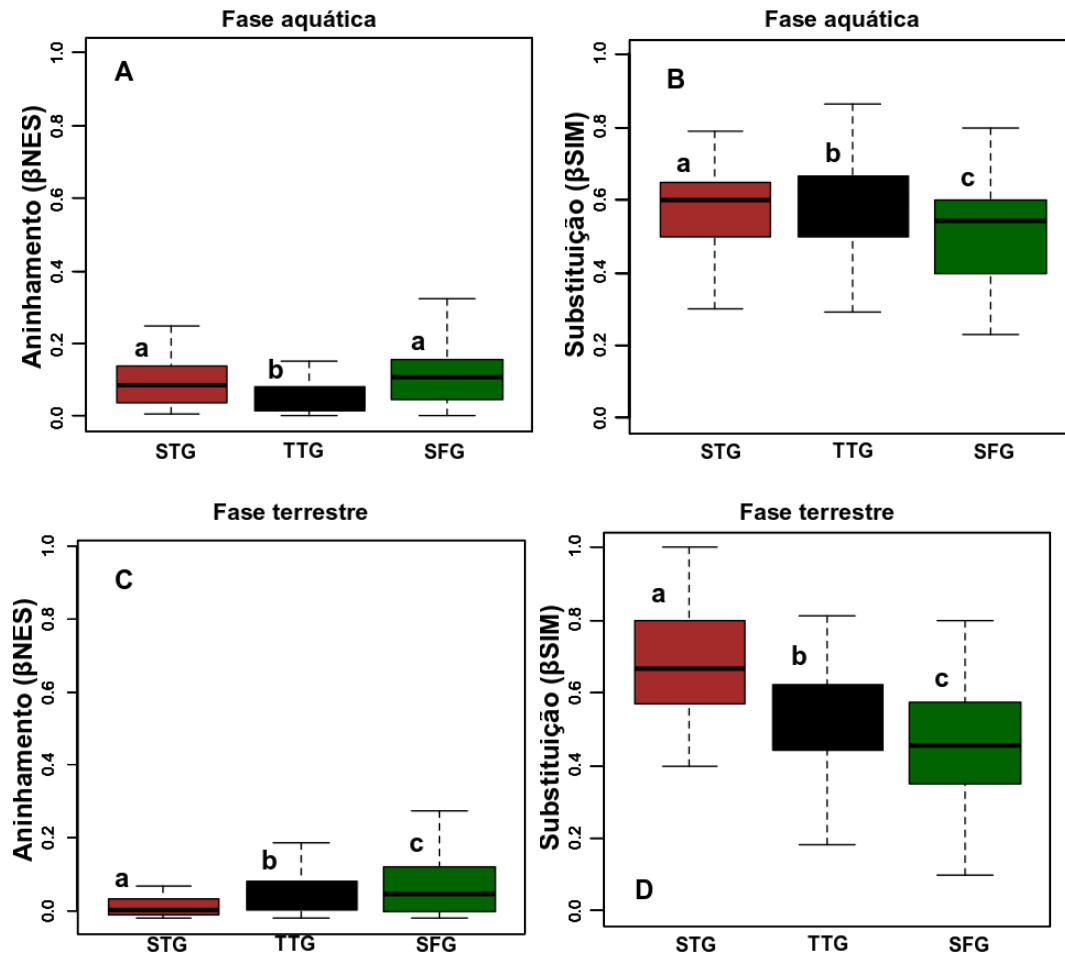 Fase aquática
A
Aninhamento (βNES)
1.0
0.8
0.6
0.4
0.2
0.0
a
b
a
STG
TTG
SFG
Fase aquática
B
Substituição (βSIM)
1.0
0.8
0.6
0.4
0.2
0.0
a
b
c
STG
TTG
SFG
Fase terrestre
C
Aninhamento (βNES)
1.0
0.8
0.6
0.4
0.2
0.0
a
b
c
STG
TTG
SFG
Fase terrestre
D
Substituição (βSIM)
1.0
0.8
0.6
0.4
0.2
0.0
a
b
c
STG
TTG
SFG